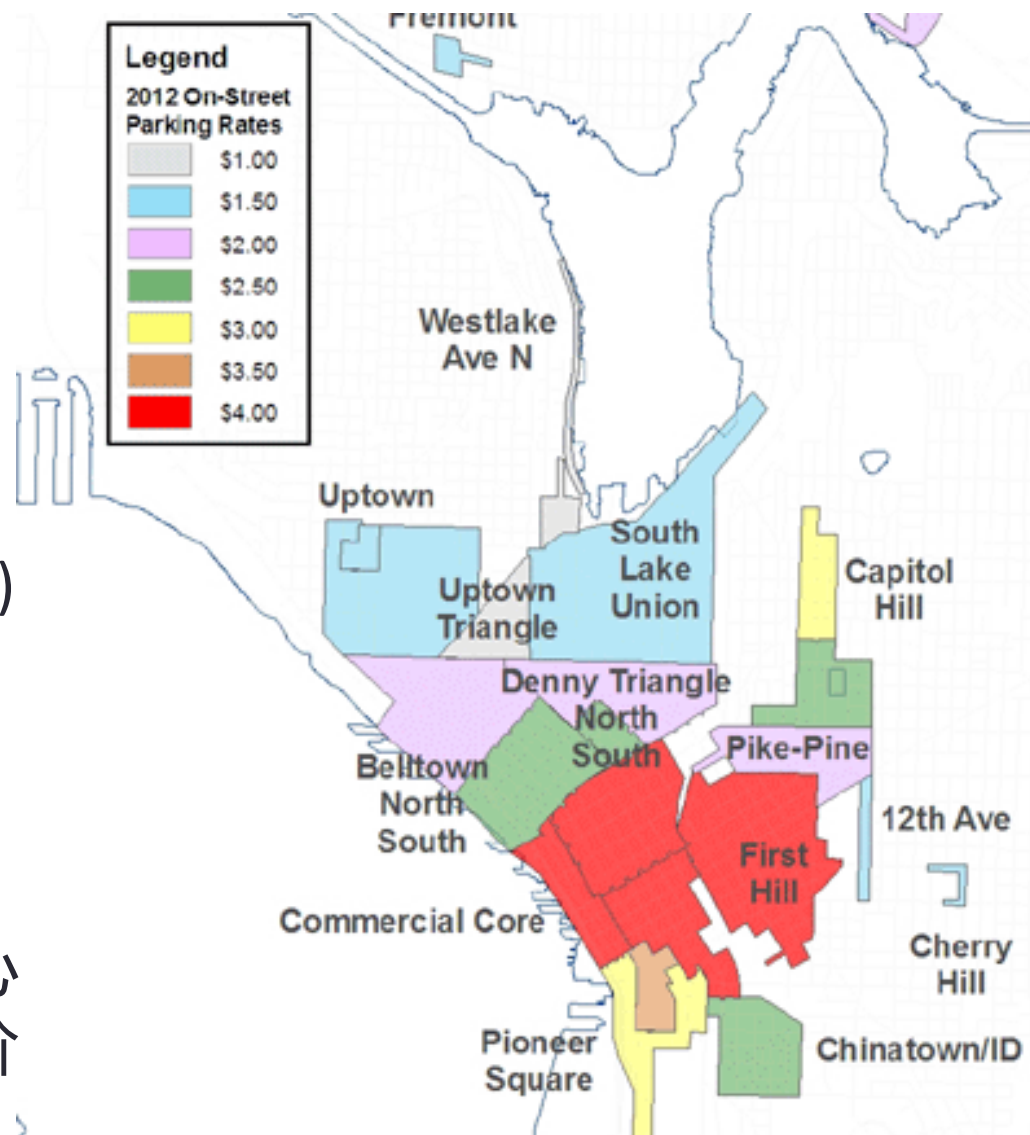 Fremont
Legend
2012 On-Street
Parking Rates
$1.00
$1.50
$2.00
$2.50
$3.00
$3.50
$4.00
Westlake
Ave N
Uptown
South
Lake
Union
Uptown
Triangle
Capitol
Hill
)
Denny Triangle
North
South
Pike-Pine
Belltown
North
South
12th Ave
First
Hill
Commercial Core
Cherry
Hill
Pioneer
Square
Chinatown/ID